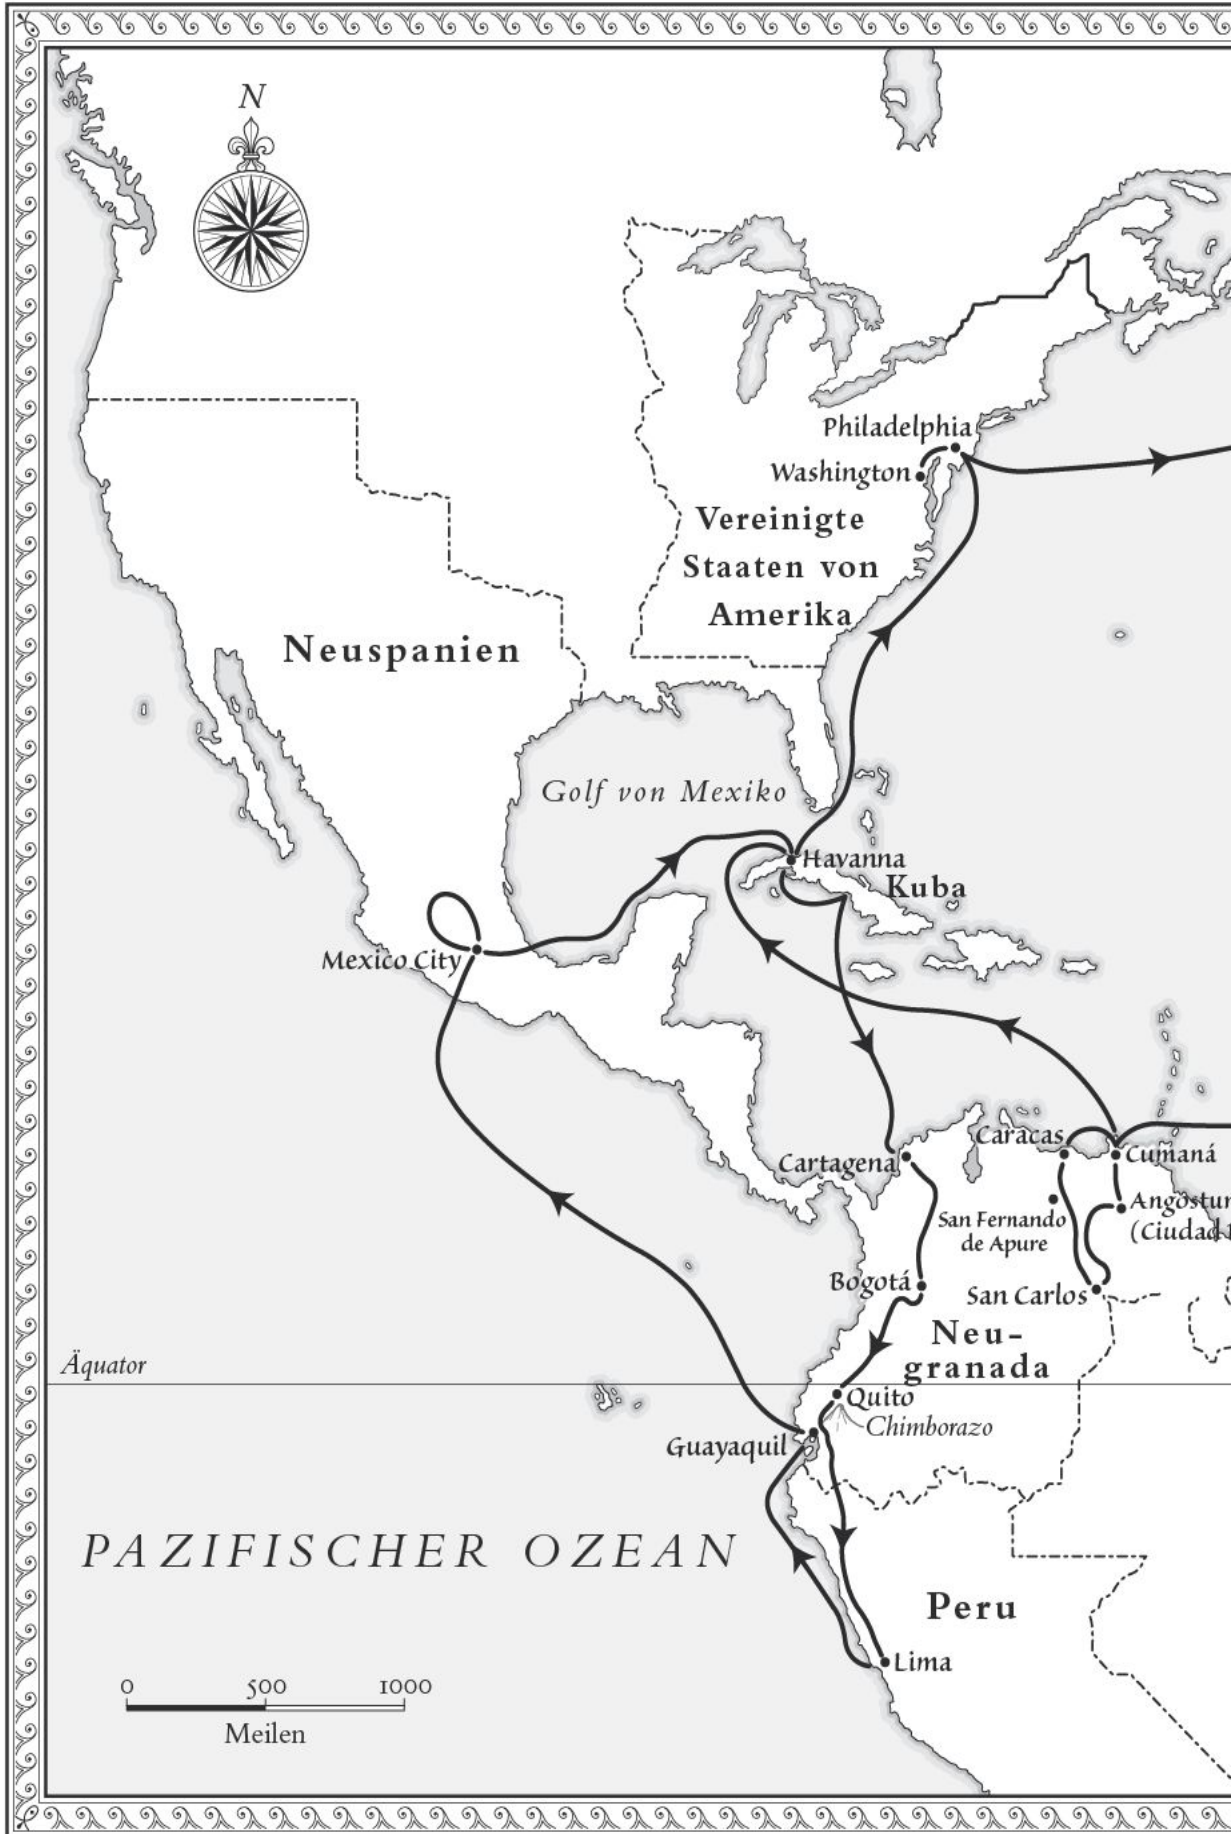 N
Philadelphia
Washington
Vereinigte
Staaten von
Amerika
Neuspanien
Golf von Mexiko
Havanna
Kuba
Mexico City
Caracas
Cumaná
Cartagena
San Fernando
de Apure
Angostur
(Ciudad
Bogotá
San Carlos
Neu-
granada
Äquator
Quito
Chimborazo
Guayaquil
PAZIFISCHER OZEAN
Peru
Lima
0 500 1000
Meilen